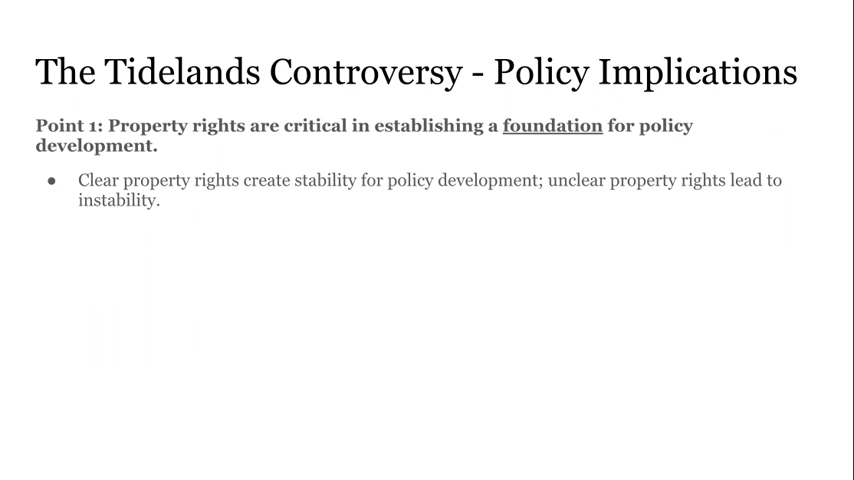 The Tidelands Controversy - Policy Implications
Point 1: Property rights are critical in establishing a foundation for policy
development.
● Clear property rights create stability for policy development; unclear property rights lead to
instability.